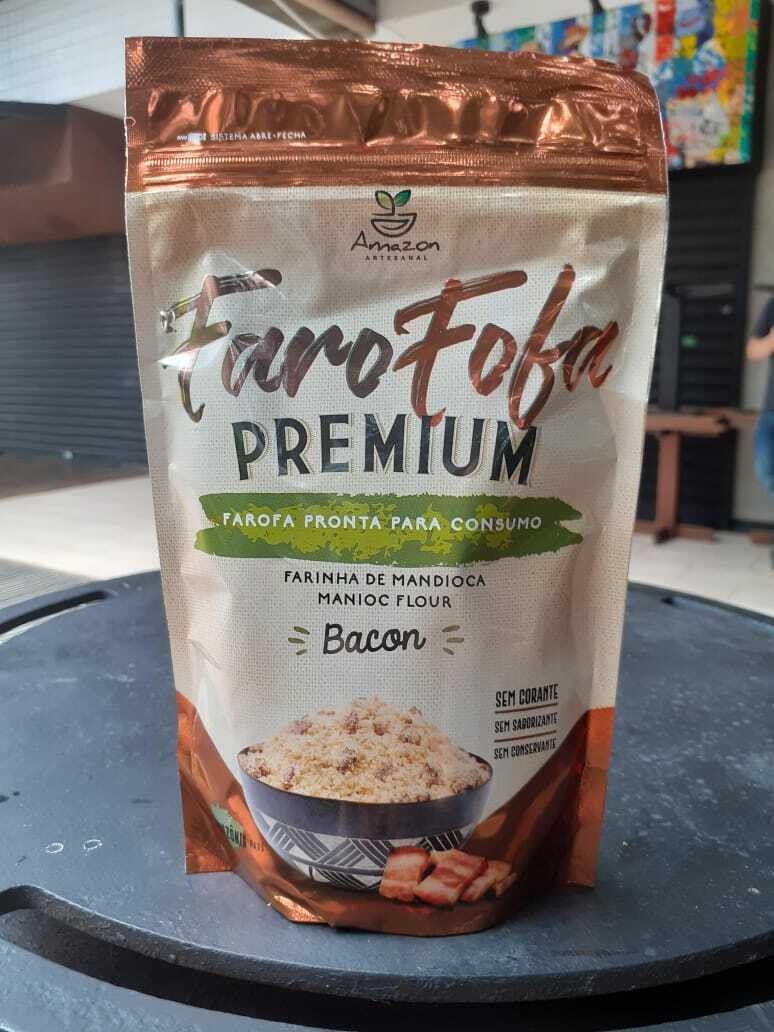 SISTEMA ABRE-FECHA
Amazon
ARTESANAL
FaroFofa
PREMIUM
FAROFA PRONTA PARA CONSUMO
FARINHA DE MANDIOCA
MANIOC FLOUR
Bacon
SEM CORANTE
SEM SABORIZANTE
SEM CONSERVANTE